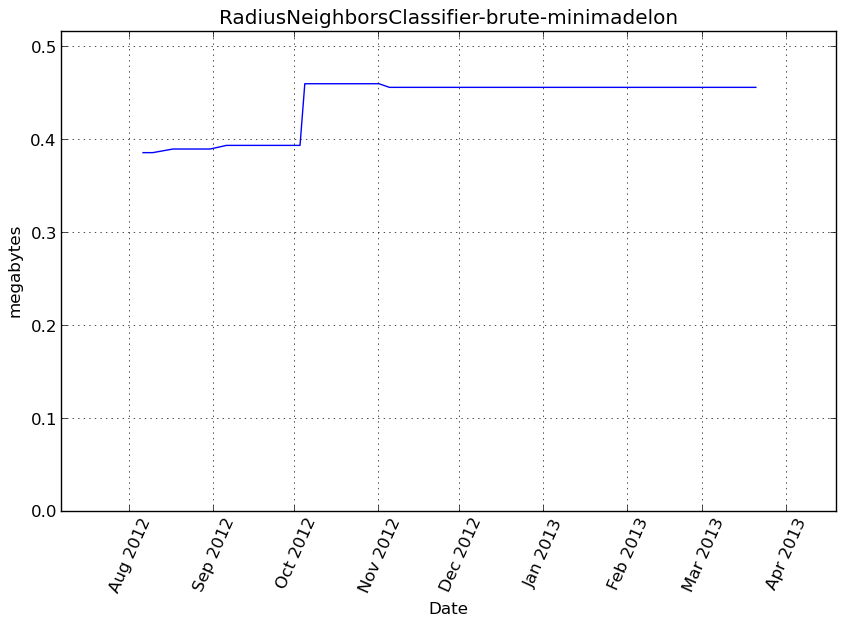 RadiusNeighborsClassifier-brute-minimadelon
0.5
0.4
0.3
0.2
0.1
0.0
megabytes
Aug 2012
Sep 2012
Oct 2012
Nov 2012
Dec 2012
Jan 2013
Feb 2013
Mar 2013
Apr 2013
Date